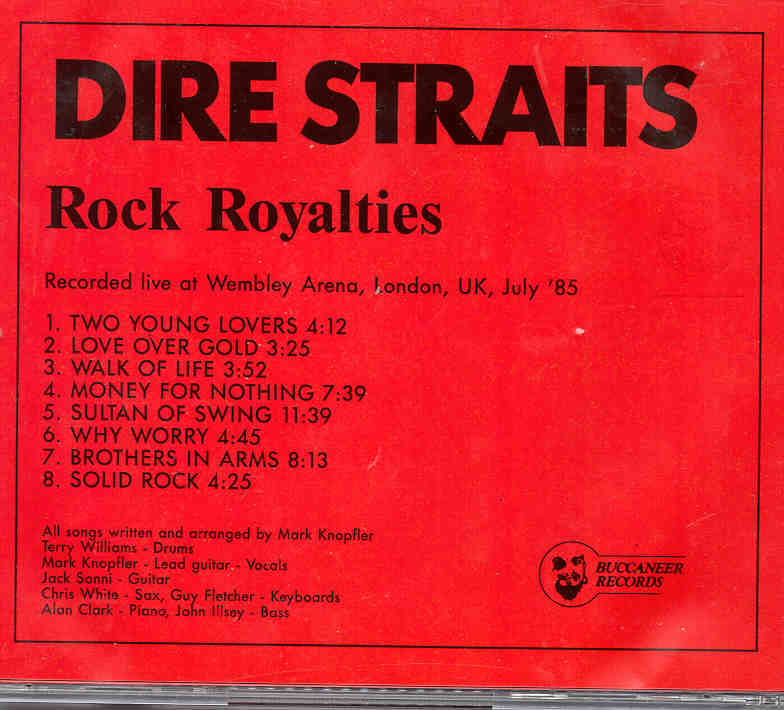 DIRE STRAITS
Rock Royalties
Recorded live at Wembley Arena, London, UK, July '85
1. TWO YOUNG LOVERS 4:12
2. LOVE OVER GOLD 3:25
3. WALK OF LIFE 3:52
4. MONEY FOR NOTHING 7:39
5. SULTAN OF SWING 11:39
6. WHY WORRY 4:45
7. BROTHERS IN ARMS 8:13
8. SOLID ROCK 4:25
All songs written and arranged by Mark Knopfler
Terry Williams - Drums
Mark Knopfler - Lead guitar - Vocals
Jack Sonni - Guitar
Chris White - Sax, Guy Fletcher - Keyboards
Alan Clark - Piano, John Illsey - Bass
BUCCANEER
RECORDS